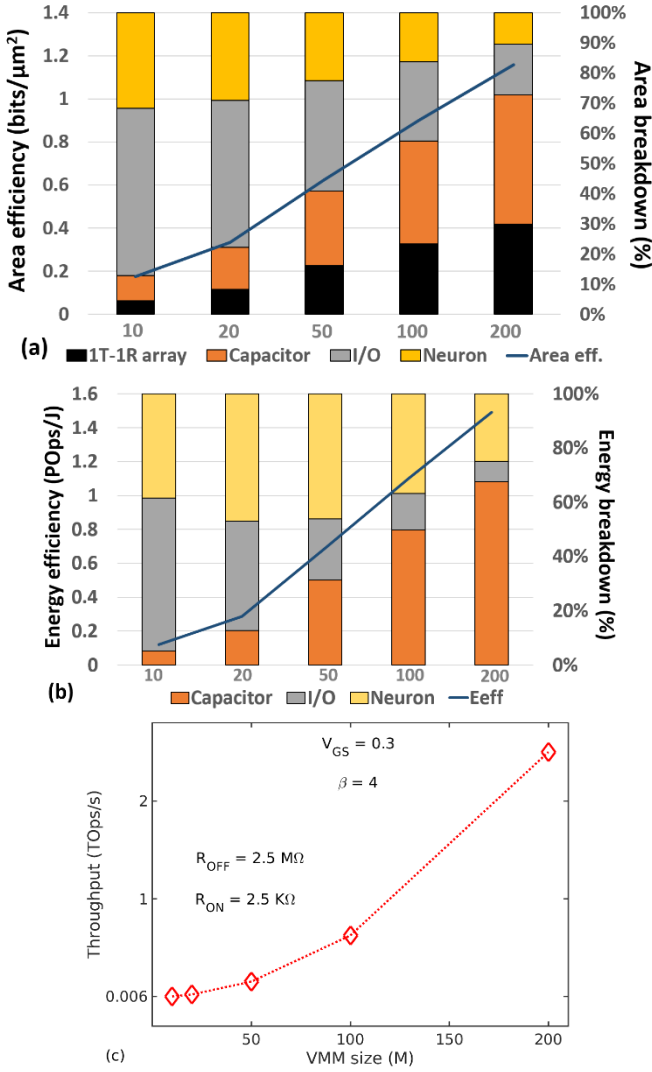 1.4
1.2
1
0.8
0.6
0.4
0.2
0
Area efficiency (bits/μm²)
100%
90%
80%
70%
60%
50%
40%
30%
20%
10%
0%
Area breakdown (%)
10 20 50 100 200
(a)
1T-1R array Capacitor I/O Neuron Area eff.
1.6
1.4
1.2
1
0.8
0.6
0.4
0.2
0
Energy efficiency (POps/J)
100%
80%
60%
40%
20%
0%
Energy breakdown (%)
10 20 50 100 200
(b)
Capacitor I/O Neuron Eeff
V_GS = 0.3
β = 4
R_OFF = 2.5 MΩ
R_ON = 2.5 KΩ
2
1
0.006
Throughput (TOps/s)
50 100 150 200
VMM size (M)
(c)